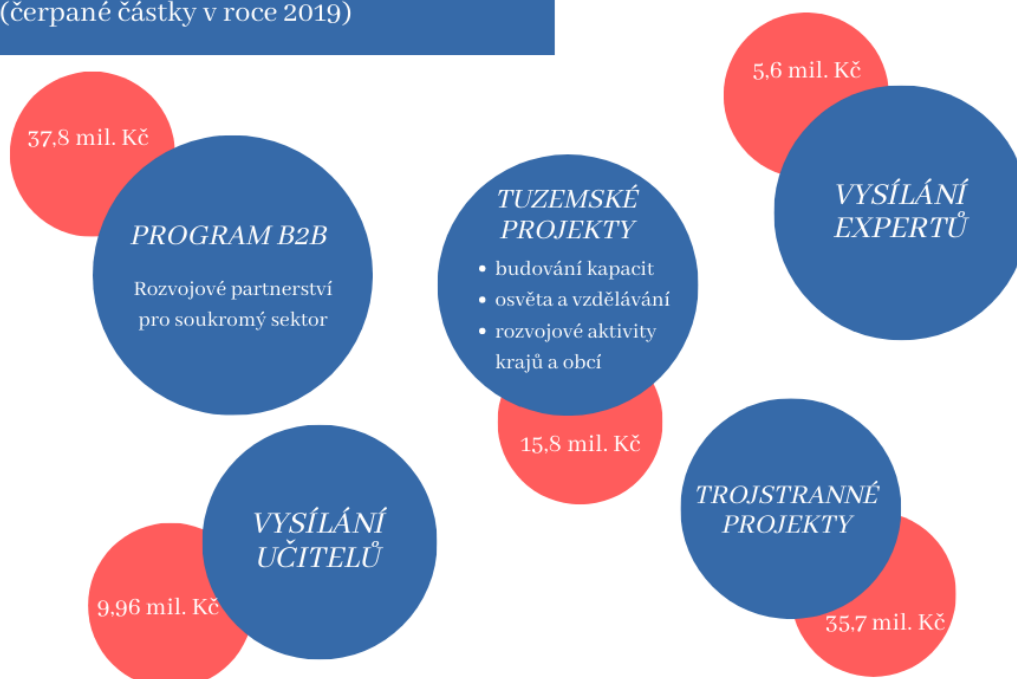 (čerpané částky v roce 2019)
37,8 mil. Kč
PROGRAM B2B
Rozvojové partnerství
pro soukromý sektor
TUZEMSKÉ
PROJEKTY
• budování kapacit
• osvěta a vzdělávání
• rozvojové aktivity
krajů a obcí
15,8 mil. Kč
5,6 mil. Kč
VYSÍLÁNÍ
EXPERTŮ
VYSÍLÁNÍ
UČITELŮ
9,96 mil. Kč
TROJSTRANNÉ
PROJEKTY
35,7 mil. Kč